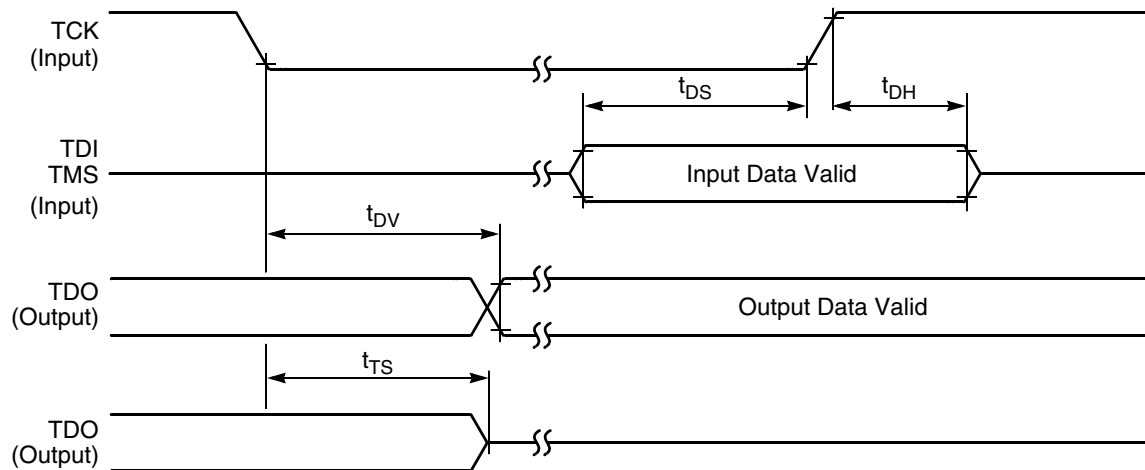 TCK
(Input)
tDS
tDH
TDI
TMS
(Input)
Input Data Valid
tDV
TDO
(Output)
Output Data Valid
tTS
TDO
(Output)